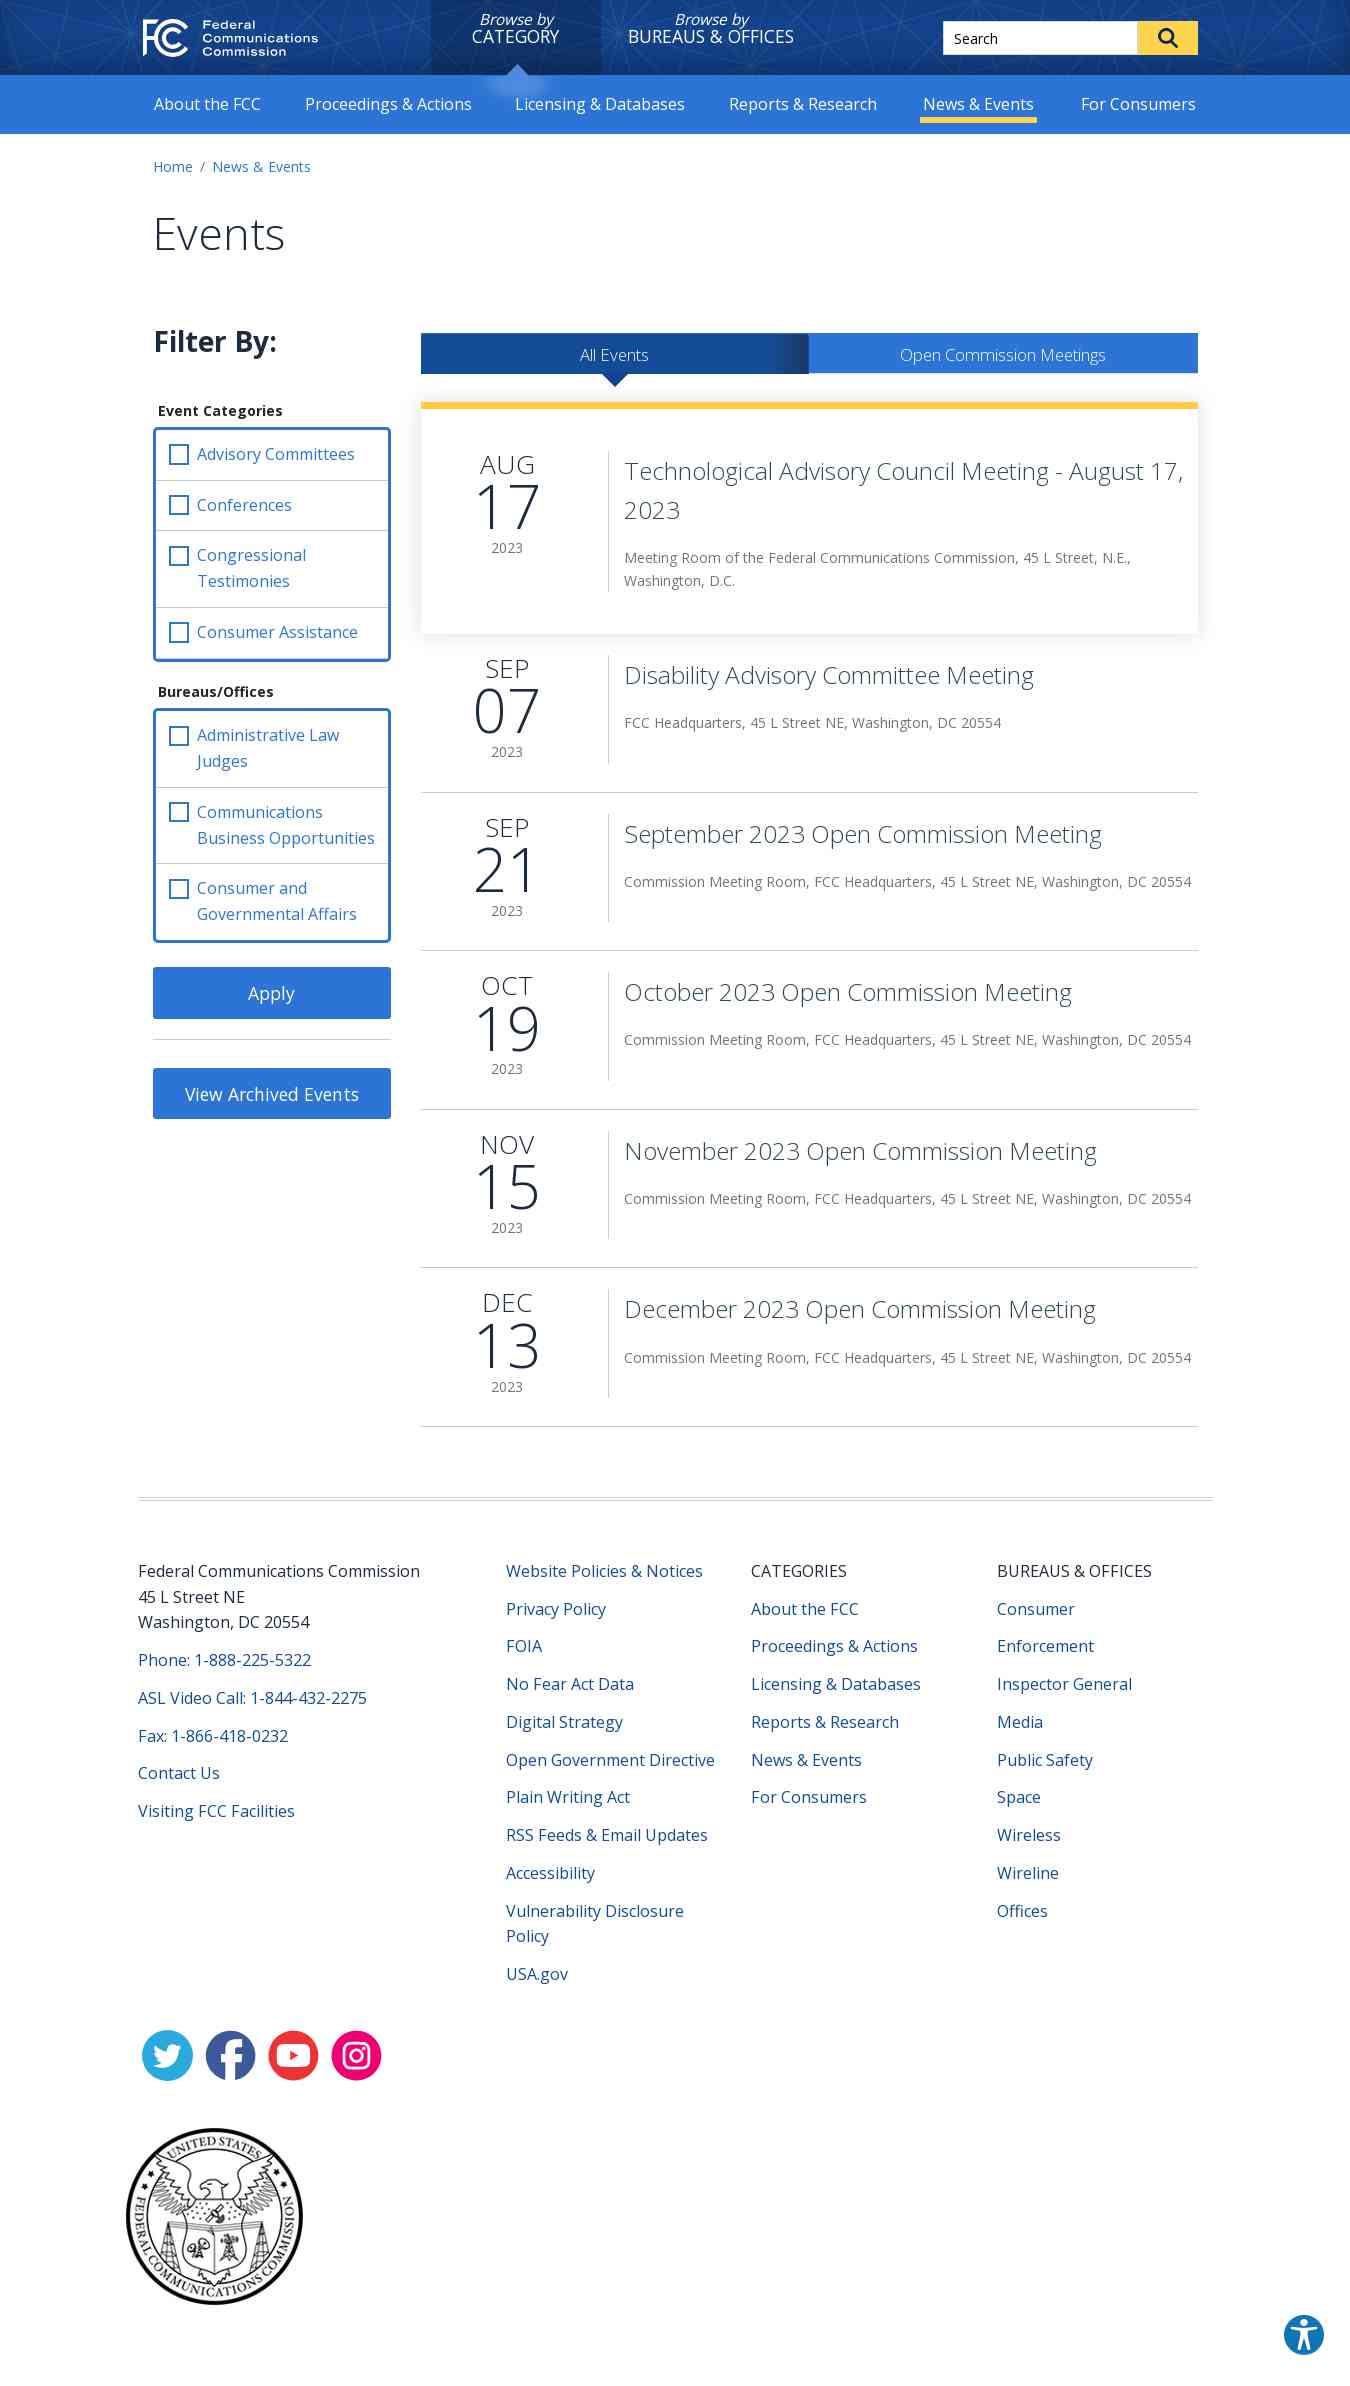 FCC
Federal
Communications
Commission
Browse by
CATEGORY
Browse by
BUREAUS & OFFICES
Search
About the FCC
Proceedings & Actions
Licensing & Databases
Reports & Research
News & Events
For Consumers
Home / News & Events
Events
Filter By:
Event Categories
Advisory Committees
Conferences
Congressional
Testimonies
Consumer Assistance
Bureaus/Offices
Administrative Law
Judges
Communications
Business Opportunities
Consumer and
Governmental Affairs
Apply
View Archived Events
All Events
Open Commission Meetings
AUG
17
2023
Technological Advisory Council Meeting - August 17,
2023
Meeting Room of the Federal Communications Commission, 45 L Street, N.E.,
Washington, D.C.
SEP
07
2023
Disability Advisory Committee Meeting
FCC Headquarters, 45 L Street NE, Washington, DC 20554
SEP
21
2023
September 2023 Open Commission Meeting
Commission Meeting Room, FCC Headquarters, 45 L Street NE, Washington, DC 20554
OCT
19
2023
October 2023 Open Commission Meeting
Commission Meeting Room, FCC Headquarters, 45 L Street NE, Washington, DC 20554
NOV
15
2023
November 2023 Open Commission Meeting
Commission Meeting Room, FCC Headquarters, 45 L Street NE, Washington, DC 20554
DEC
13
2023
December 2023 Open Commission Meeting
Commission Meeting Room, FCC Headquarters, 45 L Street NE, Washington, DC 20554
Federal Communications Commission
45 L Street NE
Washington, DC 20554
Phone: 1-888-225-5322
ASL Video Call: 1-844-432-2275
Fax: 1-866-418-0232
Contact Us
Visiting FCC Facilities
Website Policies & Notices
Privacy Policy
FOIA
No Fear Act Data
Digital Strategy
Open Government Directive
Plain Writing Act
RSS Feeds & Email Updates
Accessibility
Vulnerability Disclosure
Policy
USA.gov
CATEGORIES
About the FCC
Proceedings & Actions
Licensing & Databases
Reports & Research
News & Events
For Consumers
BUREAUS & OFFICES
Consumer
Enforcement
Inspector General
Media
Public Safety
Space
Wireless
Wireline
Offices
UNITED STATES
FEDERAL COMMUNICATIONS COMMISSION